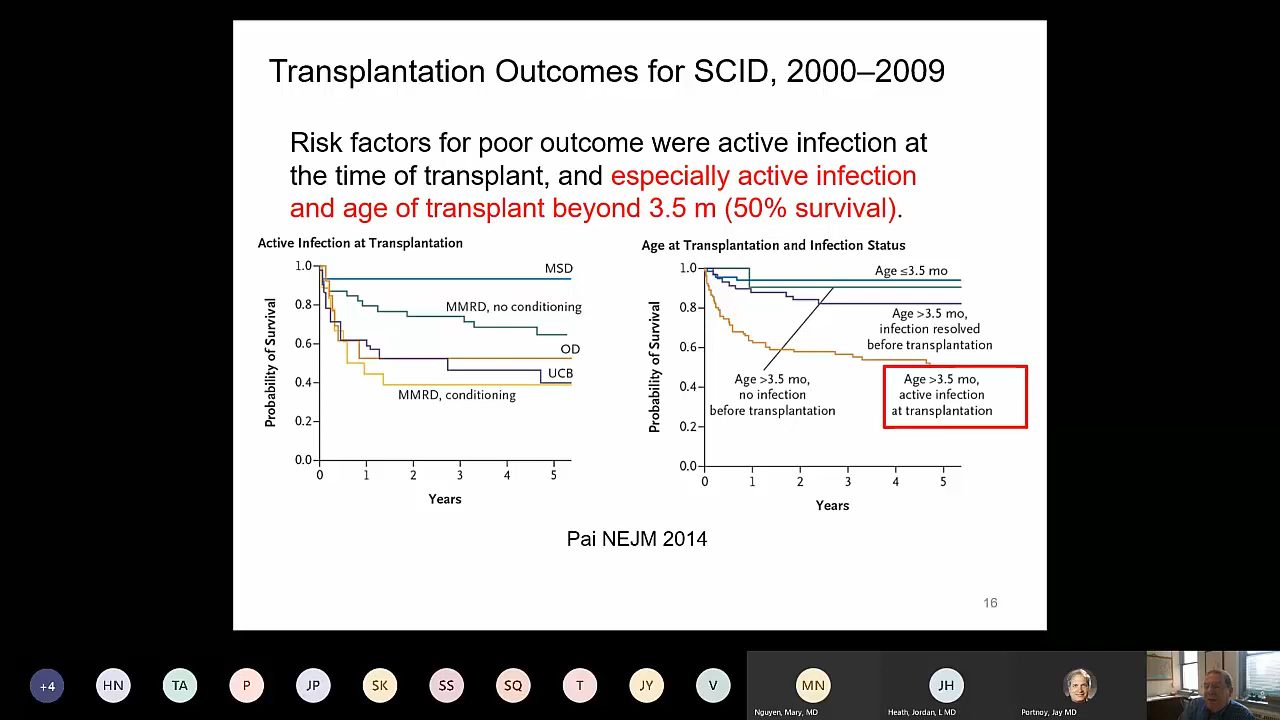 Transplantation Outcomes for SCID, 2000–2009
Risk factors for poor outcome were active infection at
the time of transplant, and especially active infection
and age of transplant beyond 3.5 m (50% survival).
Active Infection at Transplantation
Probability of Survival
1.0
0.8
0.6
0.4
0.2
0.0
MSD
MMRD, no conditioning
OD
UCB
MMRD, conditioning
0 1 2 3 4 5
Years
Age at Transplantation and Infection Status
Probability of Survival
1.0
0.8
0.6
0.4
0.2
0.0
Age ≤3.5 mo
Age >3.5 mo,
infection resolved
before transplantation
Age >3.5 mo,
no infection
before transplantation
Age >3.5 mo,
active infection
at transplantation
0 1 2 3 4 5
Years
Pai NEJM 2014
16
+4
HN
TA
P
JP
SK
SS
SQ
T
JY
V
MN
Nguyen, Mary, MD
JH
Heath, Jordan, L MD
Portnoy, Jay MD